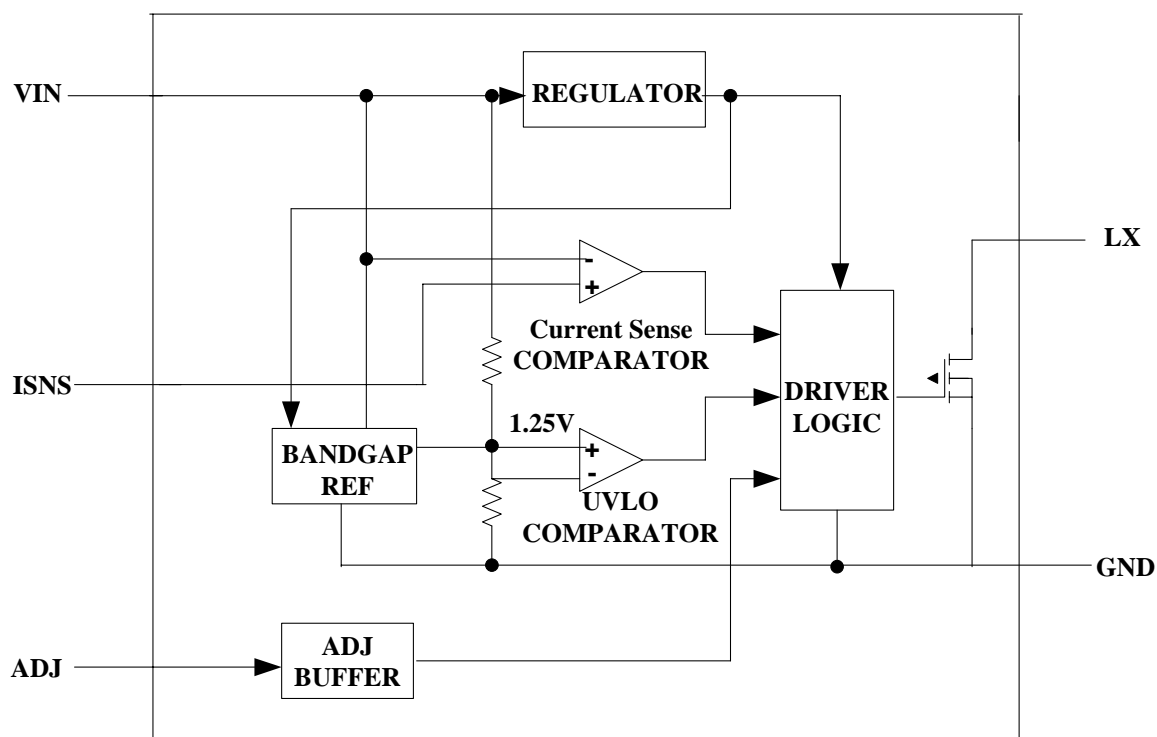 VIN
REGULATOR
LX
-
+
Current Sense
COMPARATOR
ISNS
DRIVER
LOGIC
1.25V
BANDGAP
REF
+
-
UVLO
COMPARATOR
GND
ADJ
ADJ
BUFFER